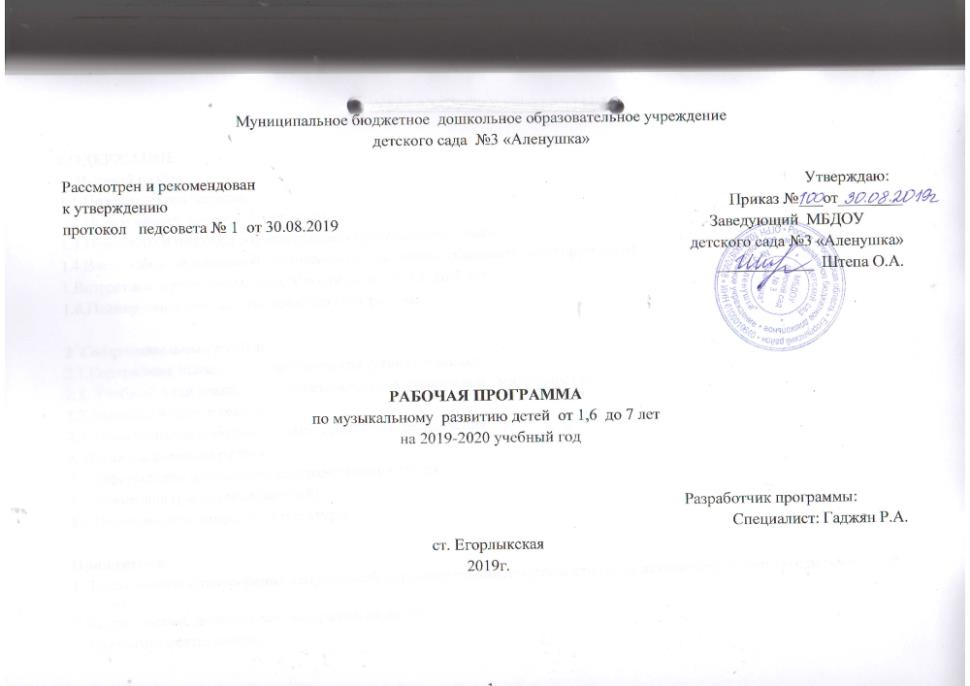 Муниципальное бюджетное дошкольное образовательное учреждение
детского сада №3 «Аленушка»
Рассмотрен и рекомендован
к утверждению
протокол педсовета № 1 от 30.08.2019
Утверждаю:
Приказ №100 от 30.08.2019г
Заведующий МБДОУ
детского сада №3 «Аленушка»
Штепа О.А.
РАБОЧАЯ ПРОГРАММА
по музыкальному развитию детей от 1,6 до 7 лет
на 2019-2020 учебный год
Разработчик программы:
Специалист: Гаджян Р.А.
ст. Егорлыкская
2019г.